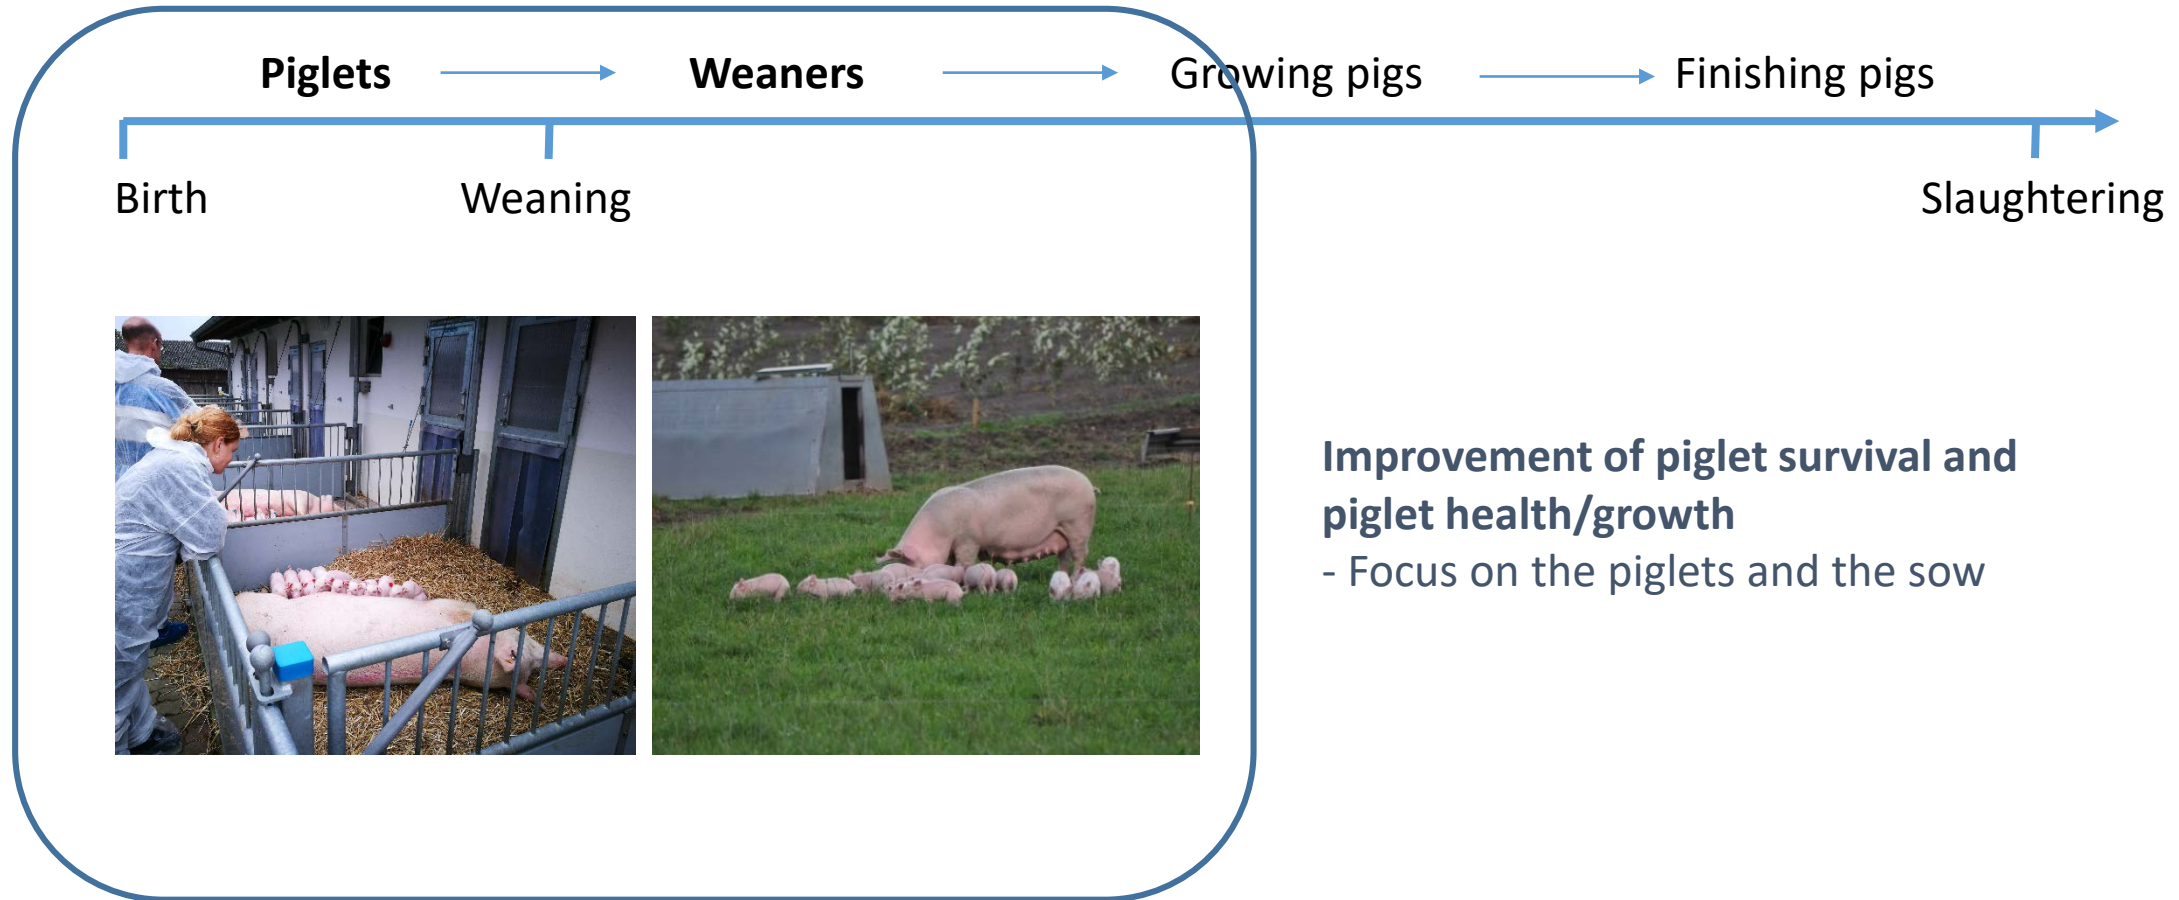 Piglets Weaners Growing pigs Finishing pigs
Birth Weaning Slaughtering
Improvement of piglet survival and
piglet health/growth
- Focus on the piglets and the sow